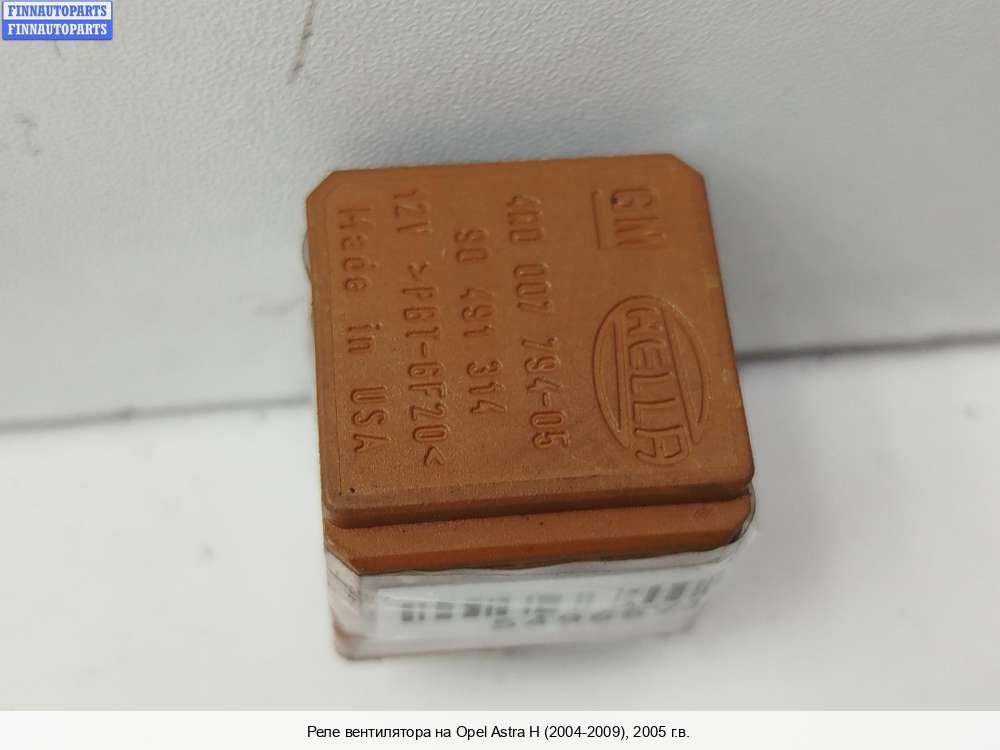 FINNAUTOPARTS
FINNAUTOPARTS
GM
HELLA
4RD 007 794-05
90 491 314
12V >PBT-GF20<
Made in USA
Реле вентилятора на Opel Astra H (2004-2009), 2005 г.в.